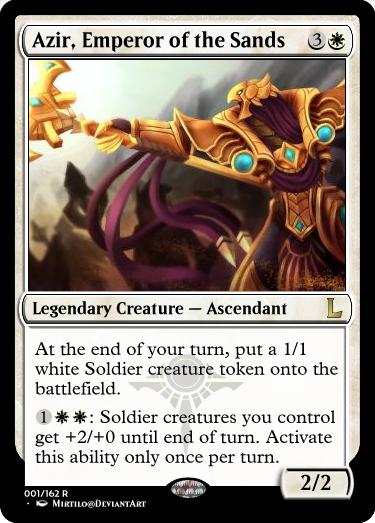 Azir, Emperor of the Sands 3
Legendary Creature — Ascendant L
At the end of your turn, put a 1/1
white Soldier creature token onto the
battlefield.
1: Soldier creatures you control
get +2/+0 until end of turn. Activate
this ability only once per turn.
2/2
001/162 R
Mirtilo@DeviantArt